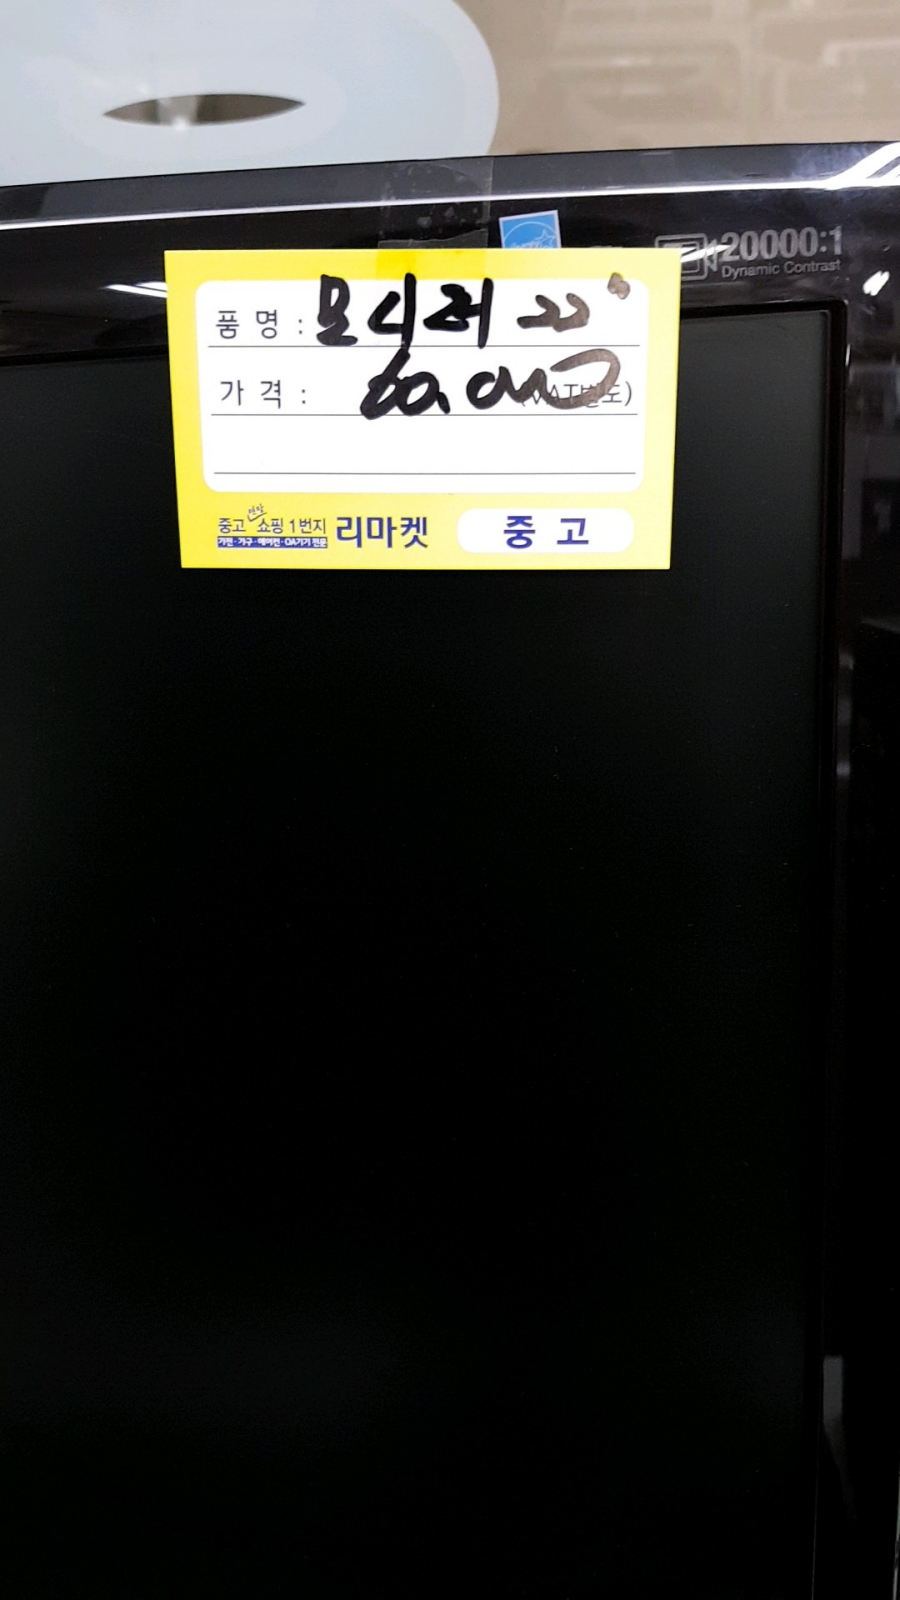 20000:1
Dynamic Contrast
품 명 : 모니터 22"
가 격 : 60,000 (VAT별도)
중고 쇼핑 1번지 리마켓 중 고
가전·가구·에어컨·OA기기 전문